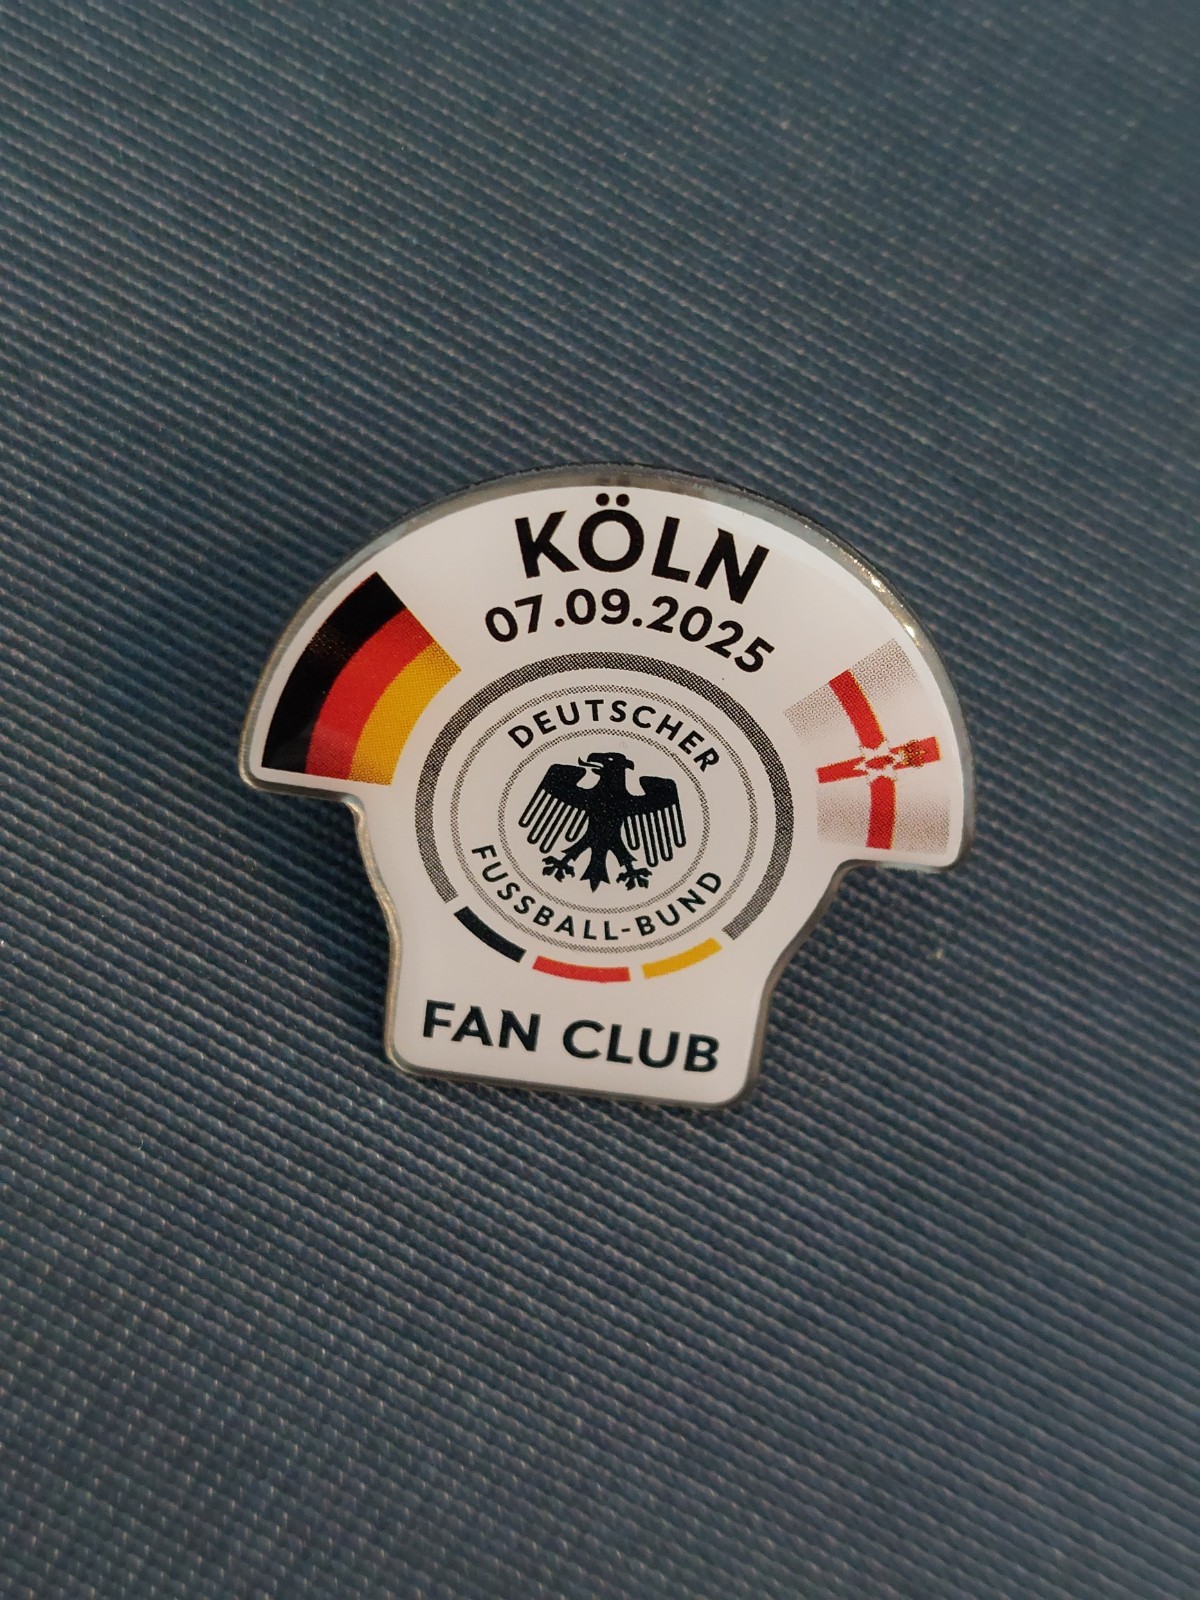 KÖLN
07.09.2025
DEUTSCHER
FUSSBALL-BUND
FAN CLUB